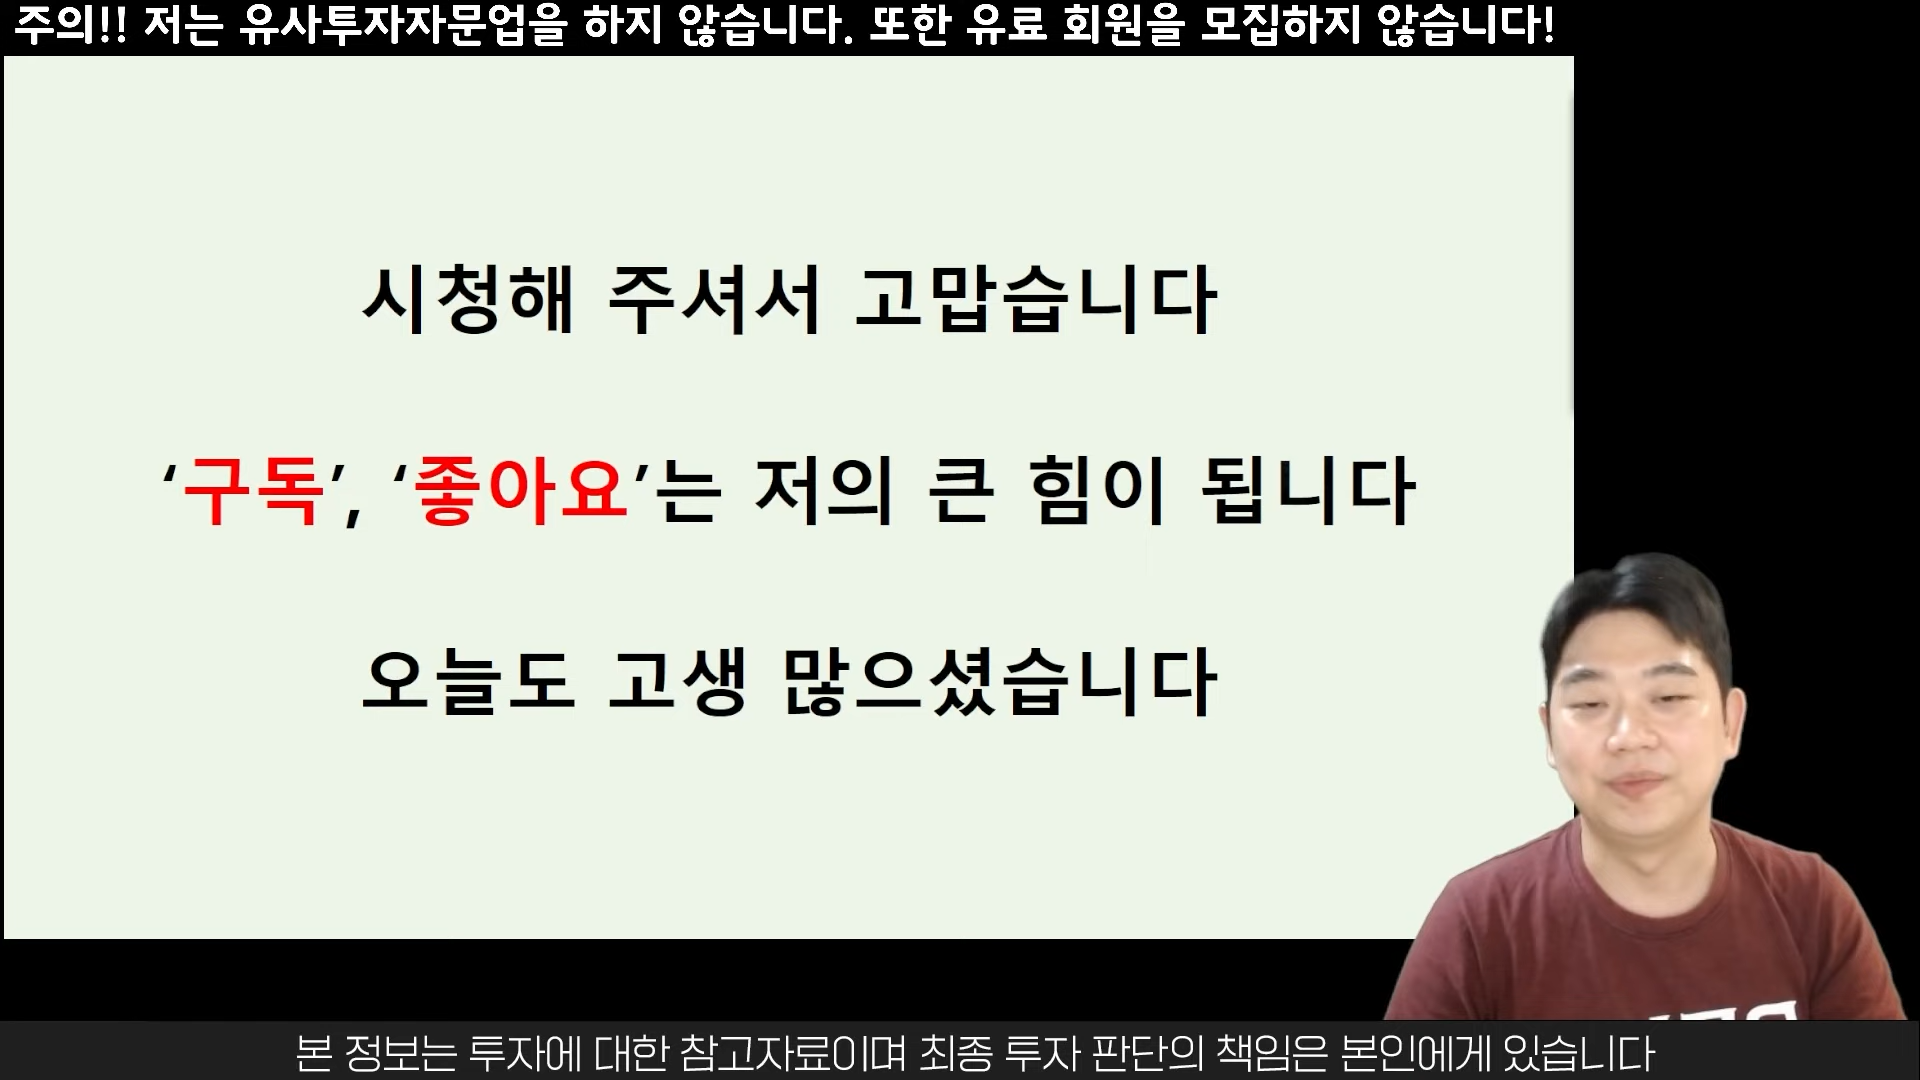 주의!! 저는 유사투자자문업을 하지 않습니다. 또한 유료 회원을 모집하지 않습니다!
시청해 주셔서 고맙습니다
‘구독’, ‘좋아요’는 저의 큰 힘이 됩니다
오늘도 고생 많으셨습니다
본 정보는 투자에 대한 참고자료이며 최종 투자 판단의 책임은 본인에게 있습니다